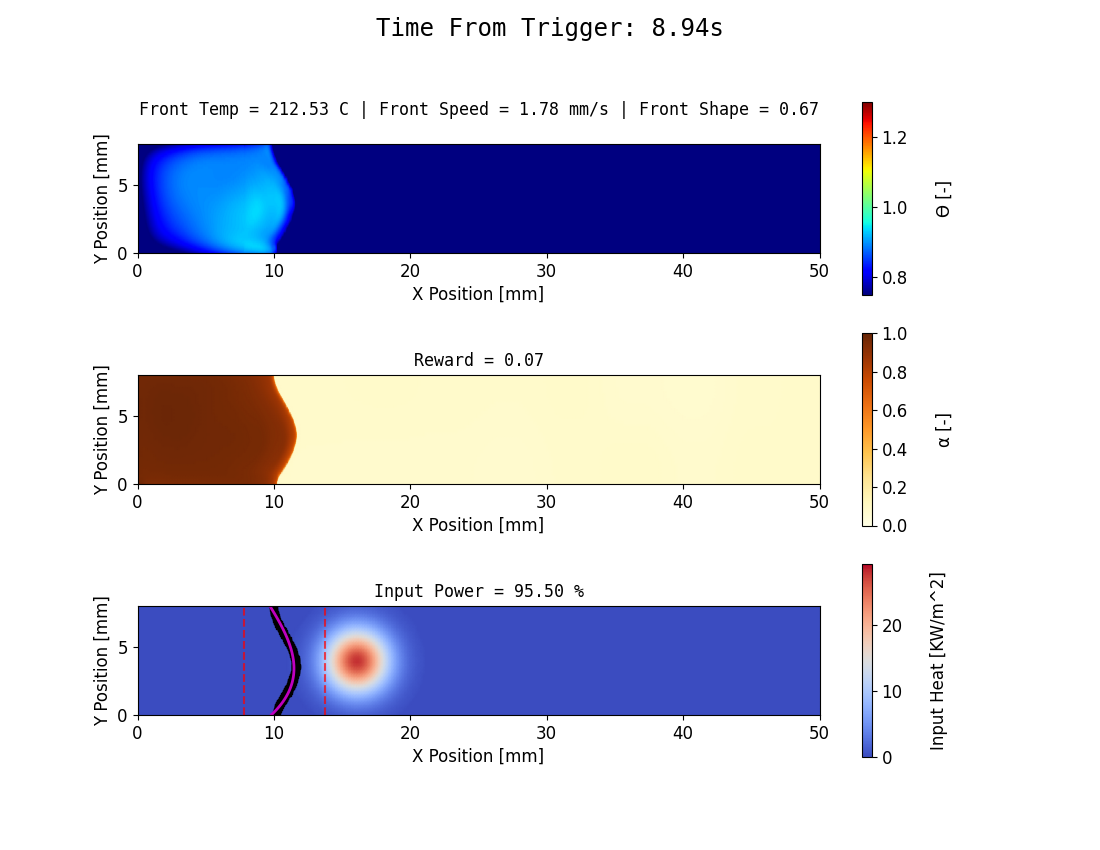 Time From Trigger: 8.94s
Front Temp = 212.53 C | Front Speed = 1.78 mm/s | Front Shape = 0.67
Y Position [mm]
5
0
0 10 20 30 40 50
X Position [mm]
1.2
1.0
0.8
Θ [-]
Reward = 0.07
Y Position [mm]
5
0
0 10 20 30 40 50
X Position [mm]
1.0
0.8
0.6
0.4
0.2
0.0
α [-]
Input Power = 95.50 %
Y Position [mm]
5
0
0 10 20 30 40 50
X Position [mm]
20
10
0
Input Heat [KW/m^2]